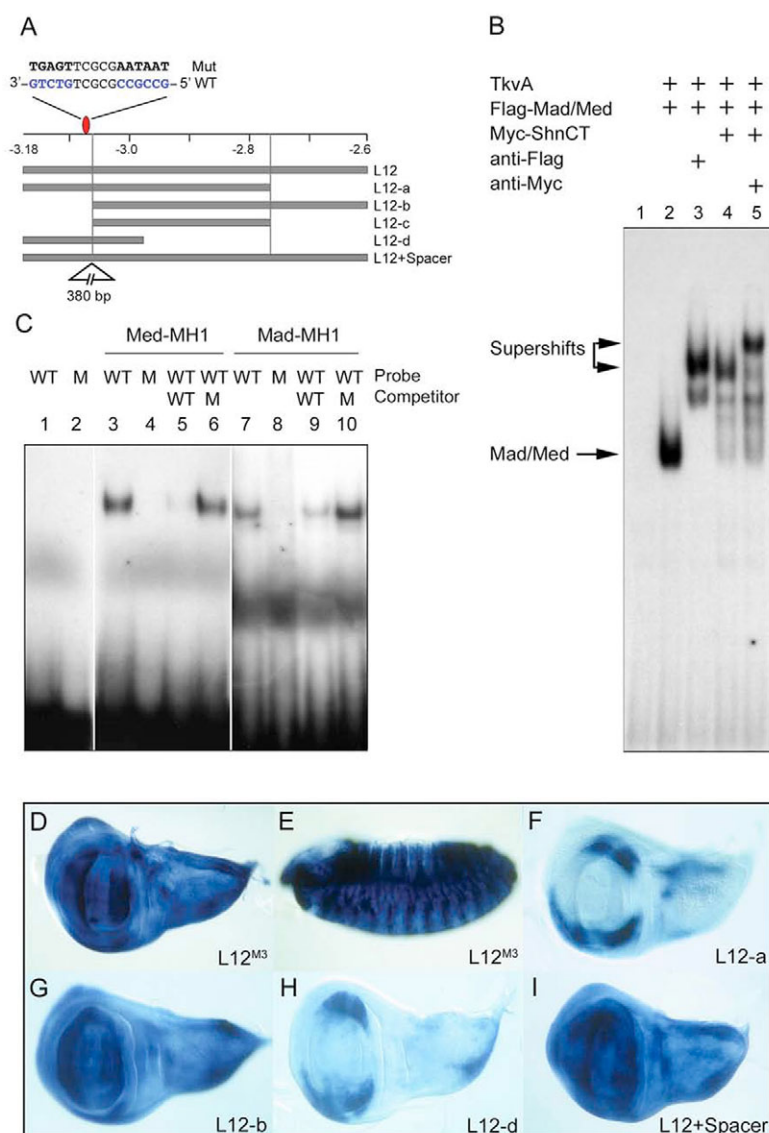 A
TGAGTTCGCGAATAAT Mut
3'–GTCTGTCGCGCCGCCG–5' WT
-3.18 -3.0 -2.8 -2.6
L12
L12-a
L12-b
L12-c
L12-d
L12+Spacer
380 bp
B
TkvA + + + +
Flag-Mad/Med + + + +
Myc-ShnCT + +
anti-Flag +
anti-Myc +
1 2 3 4 5
Supershifts
Mad/Med
C
Med-MH1 Mad-MH1
WT M WT M WT WT WT M WT WT Probe
WT M WT M Competitor
1 2 3 4 5 6 7 8 9 10
D
L12M3
E
L12M3
F
L12-a
G
L12-b
H
L12-d
I
L12+Spacer